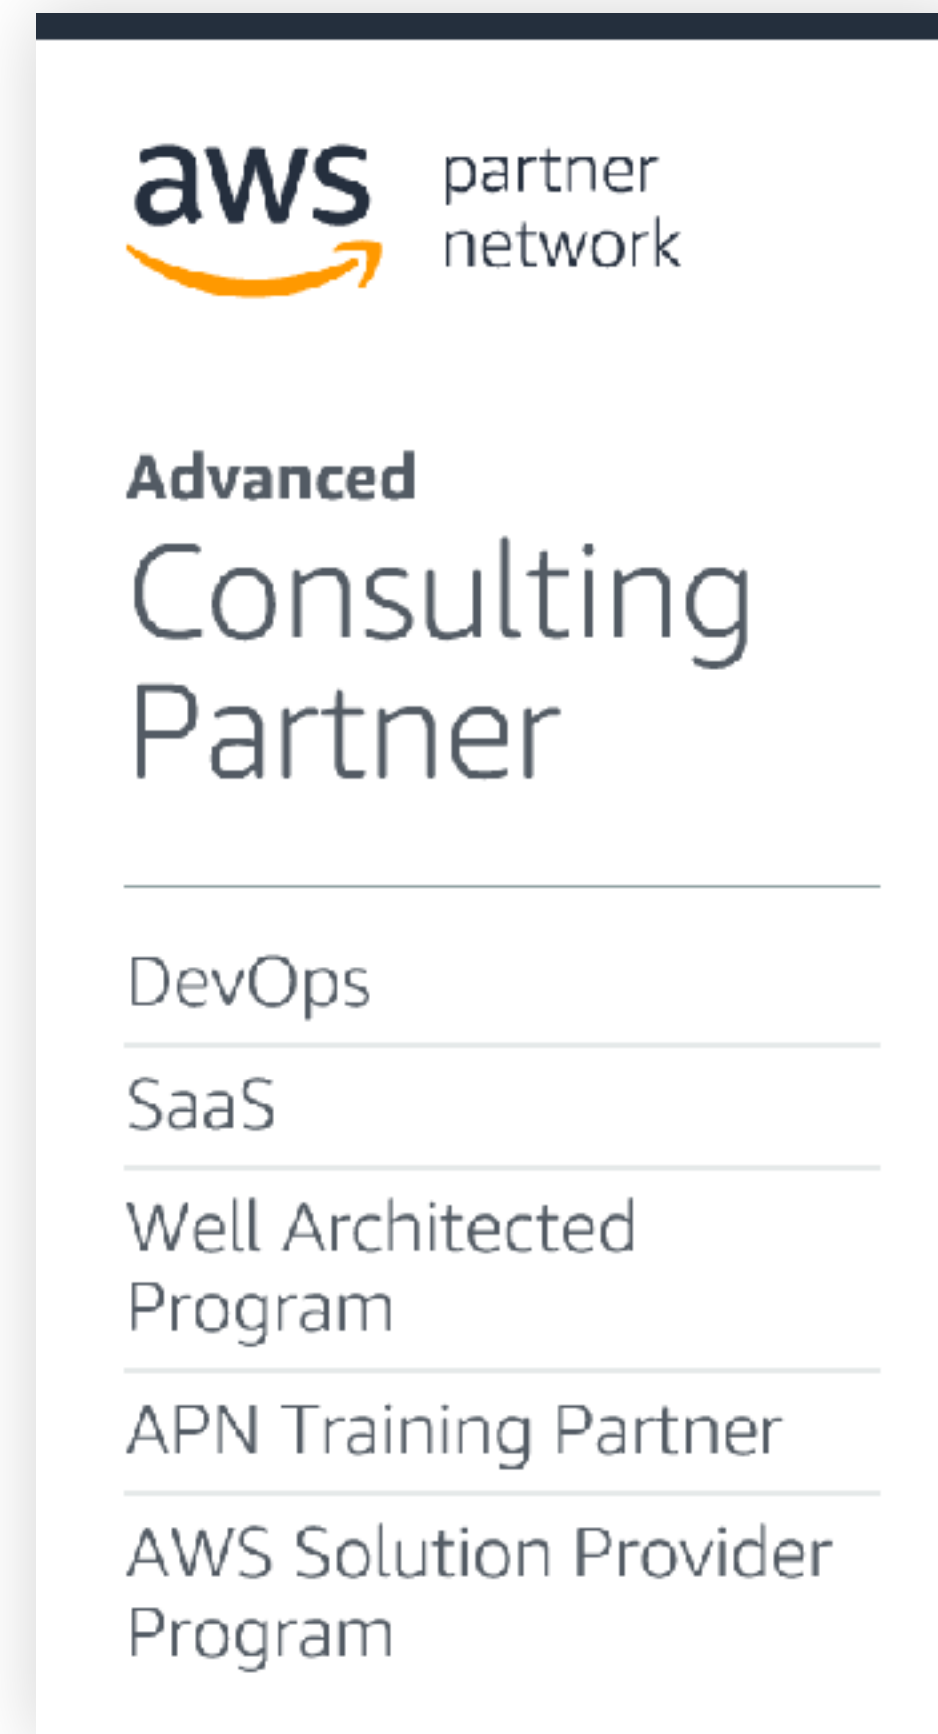 aws
partner
network
Advanced
Consulting
Partner
DevOps
SaaS
Well Architected
Program
APN Training Partner
AWS Solution Provider
Program